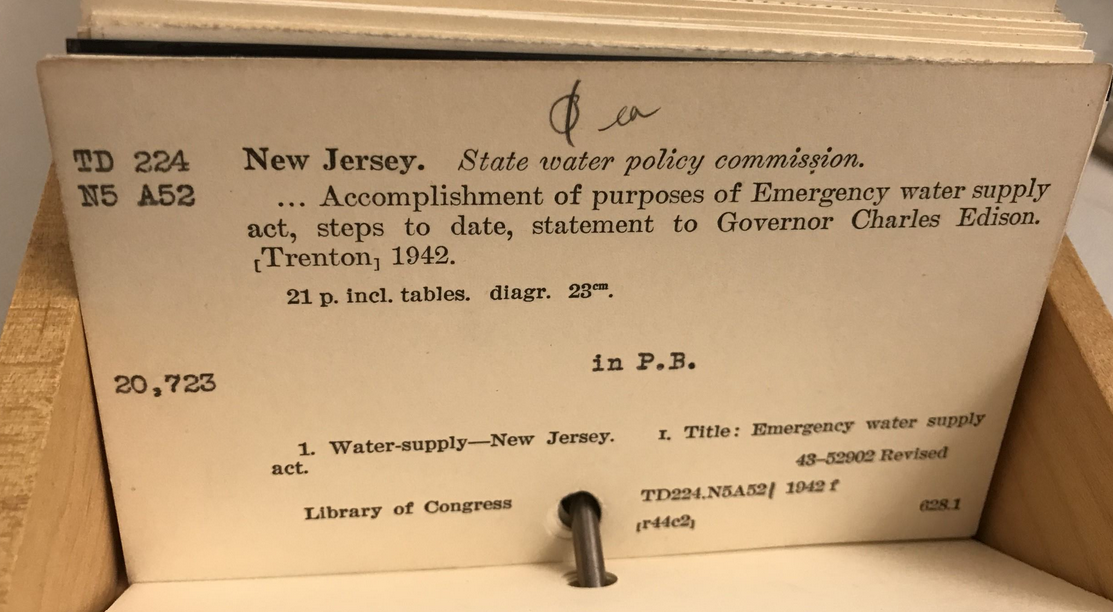 ea
TD 224 New Jersey. State water policy commission.
N5 A52 ... Accomplishment of purposes of Emergency water supply
act, steps to date, statement to Governor Charles Edison.
[Trenton] 1942.
21 p. incl. tables. diagr. 23cm.
in P.B.
20,723
1. Water-supply—New Jersey. I. Title: Emergency water supply
act.
43–52902 Revised
Library of Congress TD224.N5A52 1942 f
[r44c2] 628.1